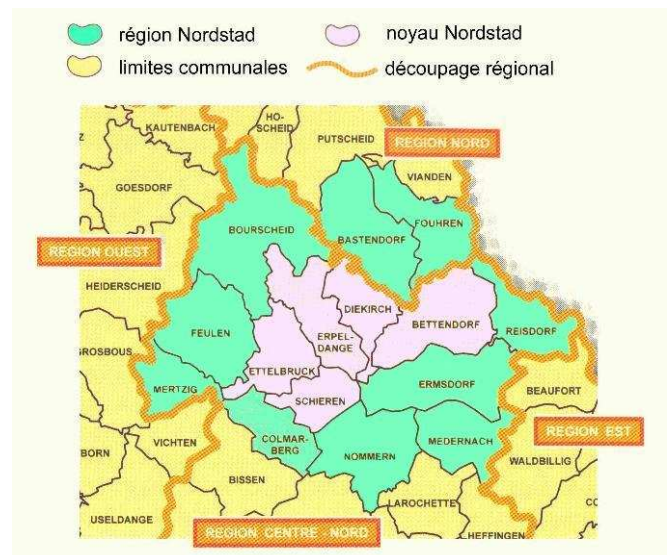 région Nordstad
noyau Nordstad
limites communales
découpage régional
KAUTENBACH
HO-
SCHEID
PUTSCHEID
REGION NORD
VIANDEN
GOESDORF
FOUHREN
BOURSCHEID
BASTENDORF
REGION OUEST
HEIDERSCHEID
DIEKIRCH
BETTENDORF
REISDORF
FEULEN
ERPEL-
DANGE
GROSBOUS
ETTELBRUCK
ERMSDORF
BEAUFORT
MERTZIG
SCHIEREN
REGION EST
VICHTEN
COLMAR-
BERG
MEDERNACH
NOMMERN
WALDBILLIG
BORN
BISSEN
LAROCHETTE
CO
USELDANGE
REGION CENTRE - NORD
HEFFINGEN